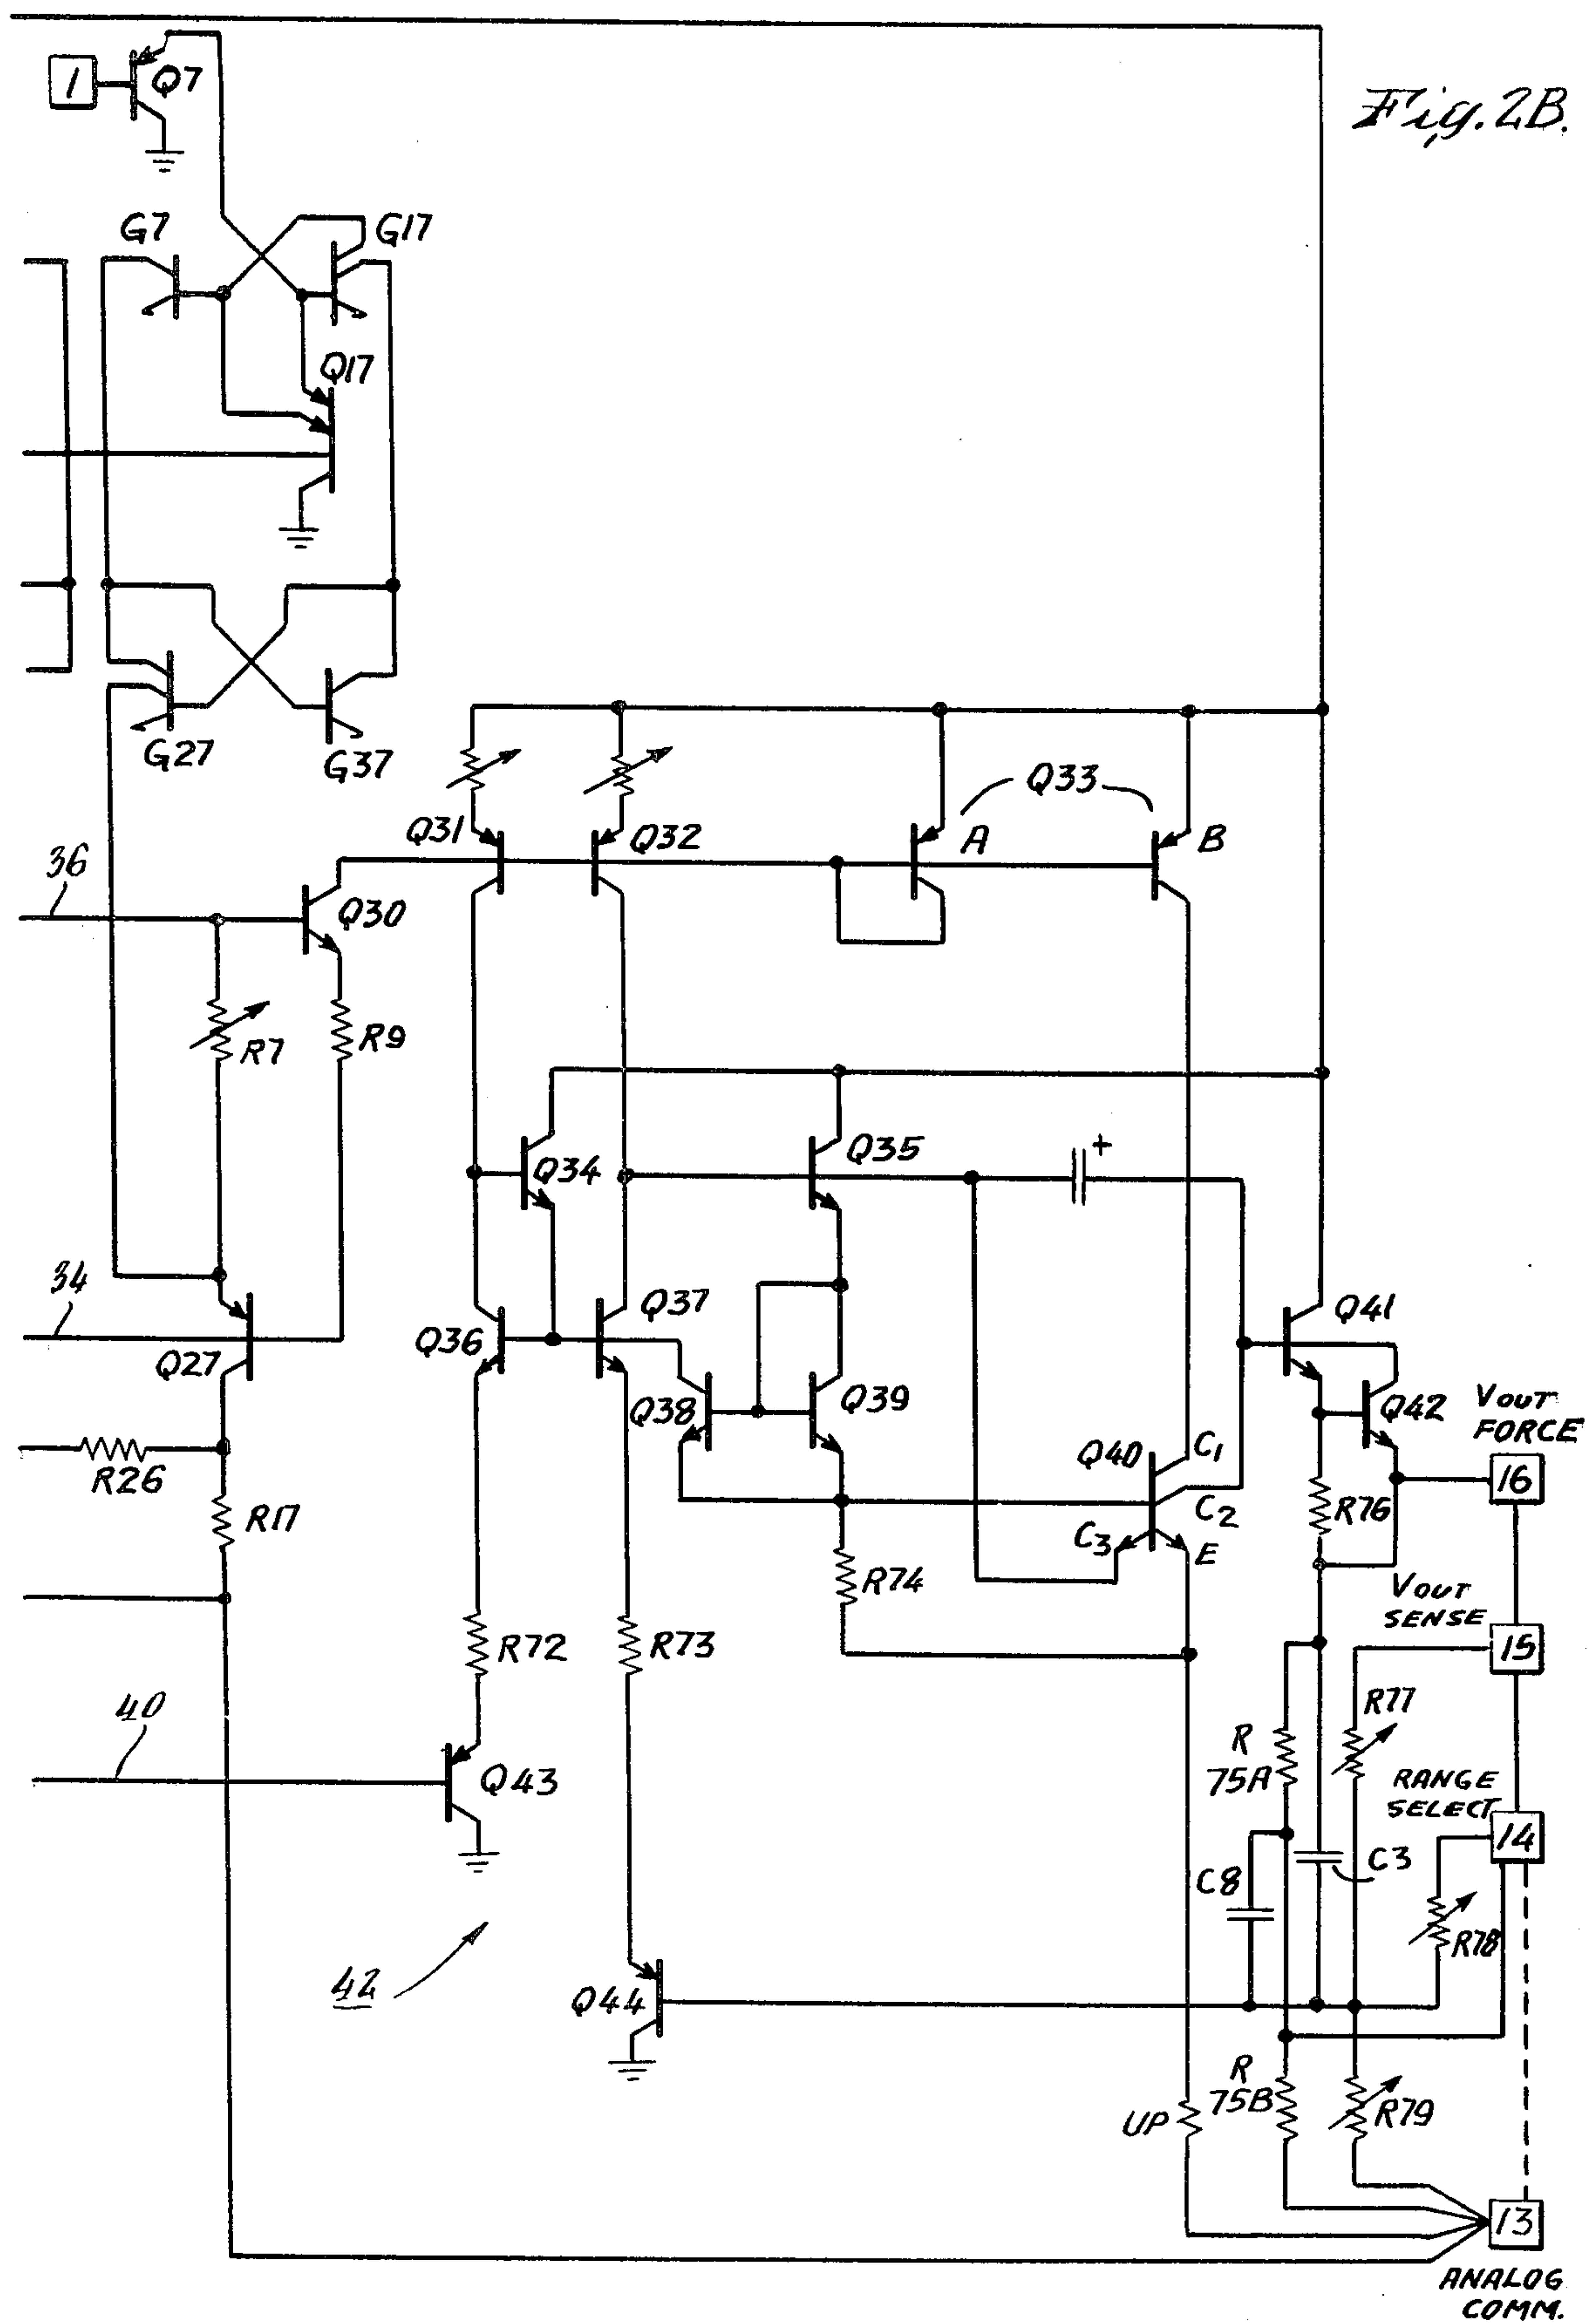 Fig. 2B.
1
Q7
G7
G17
Q17
G27
G37
Q33
Q31
Q32
A
B
36
Q30
R7
R9
Q34
Q35
+
34
Q27
Q36
Q37
Q41
Q38
Q39
Q42
VOUT
FORCE
Q40
C1
16
R26
R17
C2
R76
C3
E
R74
VOUT
SENSE
R72
R73
15
40
R77
R
75A
Q43
RANGE
SELECT
14
C8
C3
R78
42
Q44
R
75B
R79
UP
13
ANALOG
COMM.